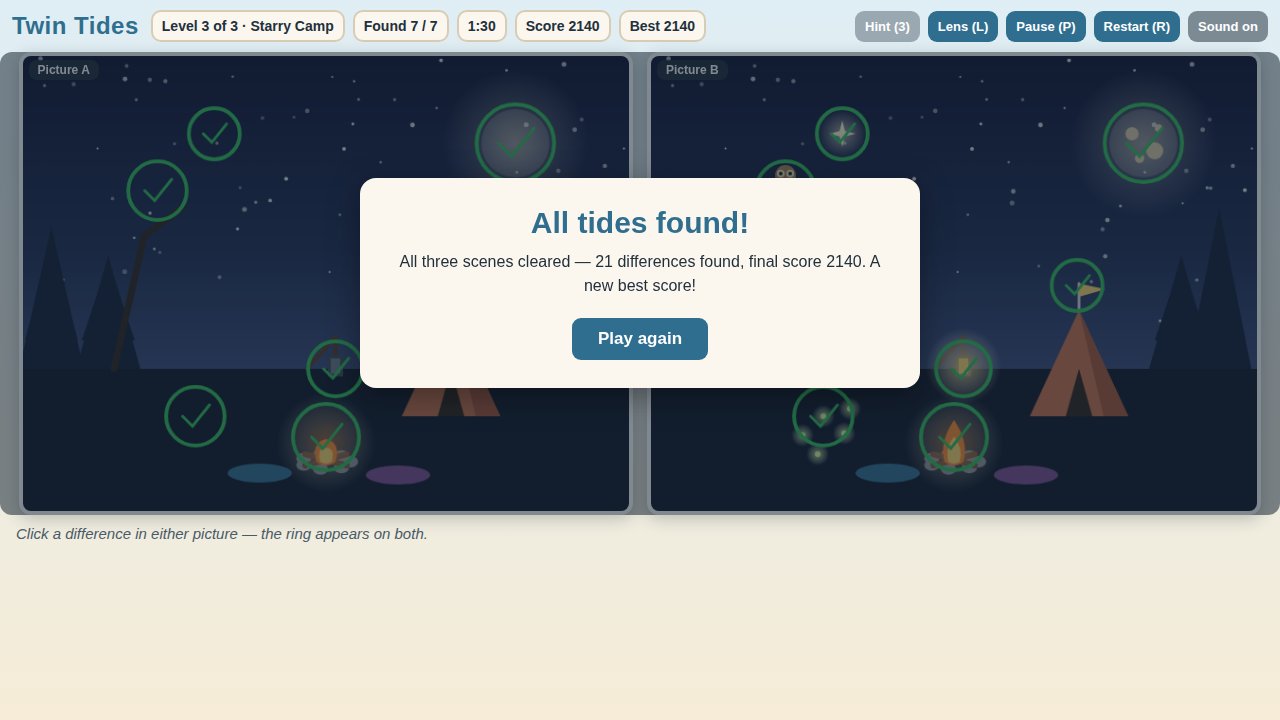 Twin Tides
Level 3 of 3 · Starry Camp
Found 7 / 7
1:30
Score 2140
Best 2140
Hint (3)
Lens (L)
Pause (P)
Restart (R)
Sound on
Picture A
Picture B
All tides found!
All three scenes cleared — 21 differences found, final score 2140. A
new best score!
Play again
Click a difference in either picture — the ring appears on both.